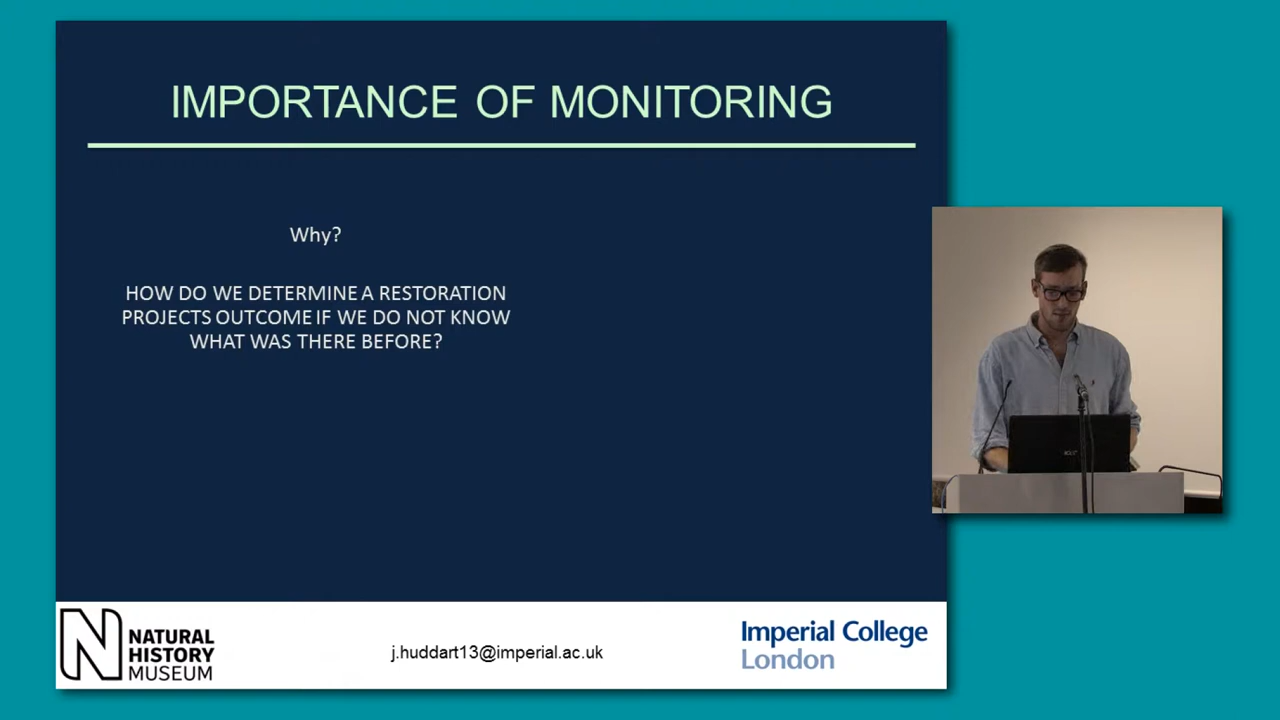 IMPORTANCE OF MONITORING
Why?
HOW DO WE DETERMINE A RESTORATION
PROJECTS OUTCOME IF WE DO NOT KNOW
WHAT WAS THERE BEFORE?
N NATURAL
HISTORY
MUSEUM
j.huddart13@imperial.ac.uk
Imperial College
London
acer